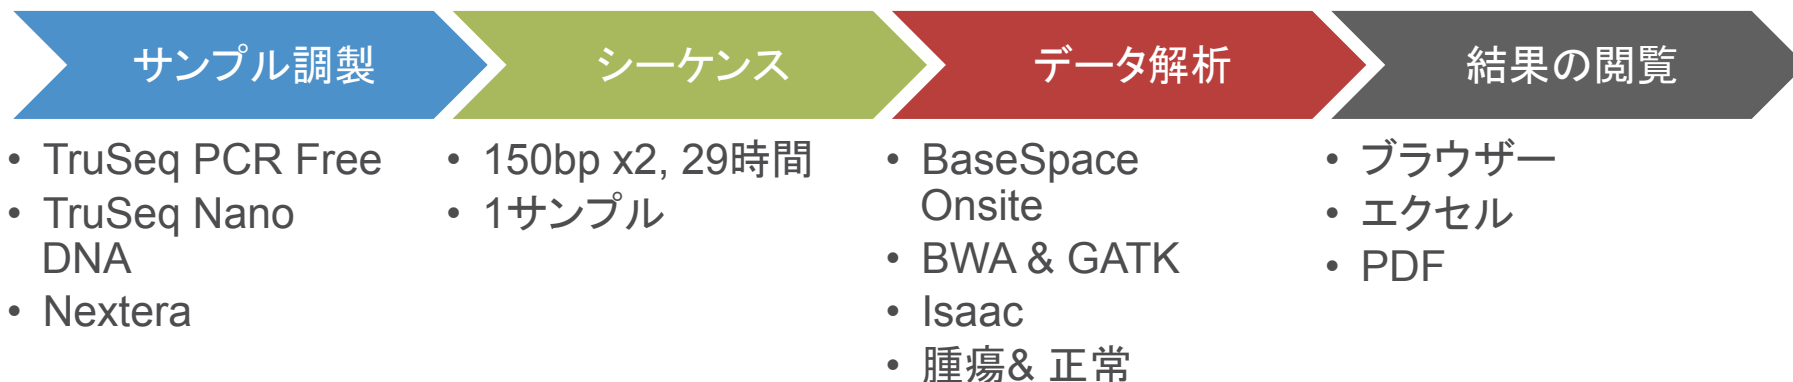 サンプル調製
シーケンス
データ解析
結果の閲覧
• TruSeq PCR Free
• TruSeq Nano
DNA
• Nextera
• 150bp x2, 29時間
• 1サンプル
• BaseSpace
Onsite
• BWA & GATK
• Isaac
• 腫瘍& 正常
• ブラウザー
• エクセル
• PDF